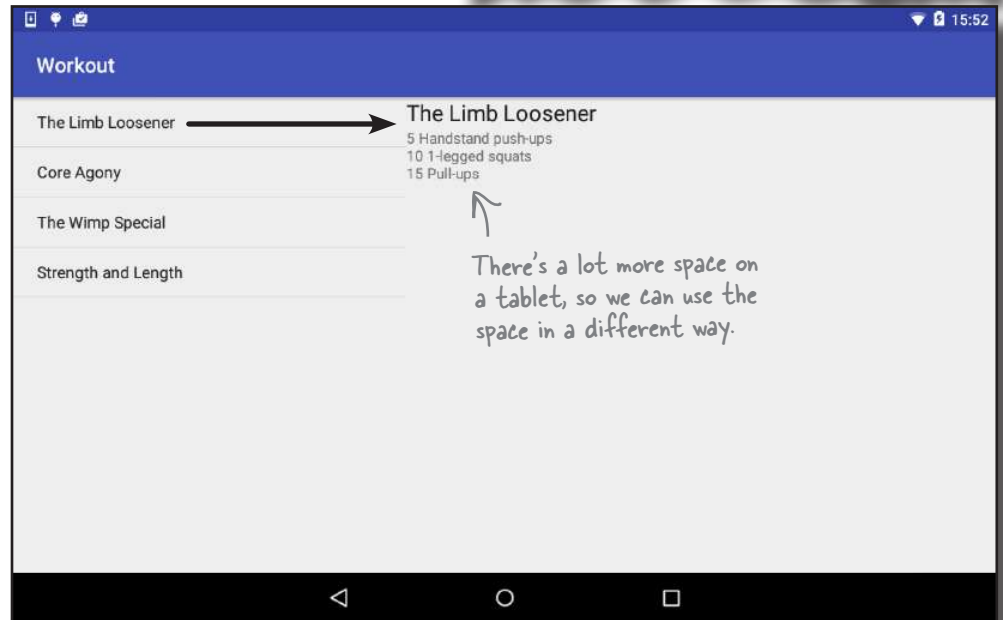 15:52
Workout
The Limb Loosener
Core Agony
The Wimp Special
Strength and Length
The Limb Loosener
5 Handstand push-ups
10 1-legged squats
15 Pull-ups
There's a lot more space on
a tablet, so we can use the
space in a different way.